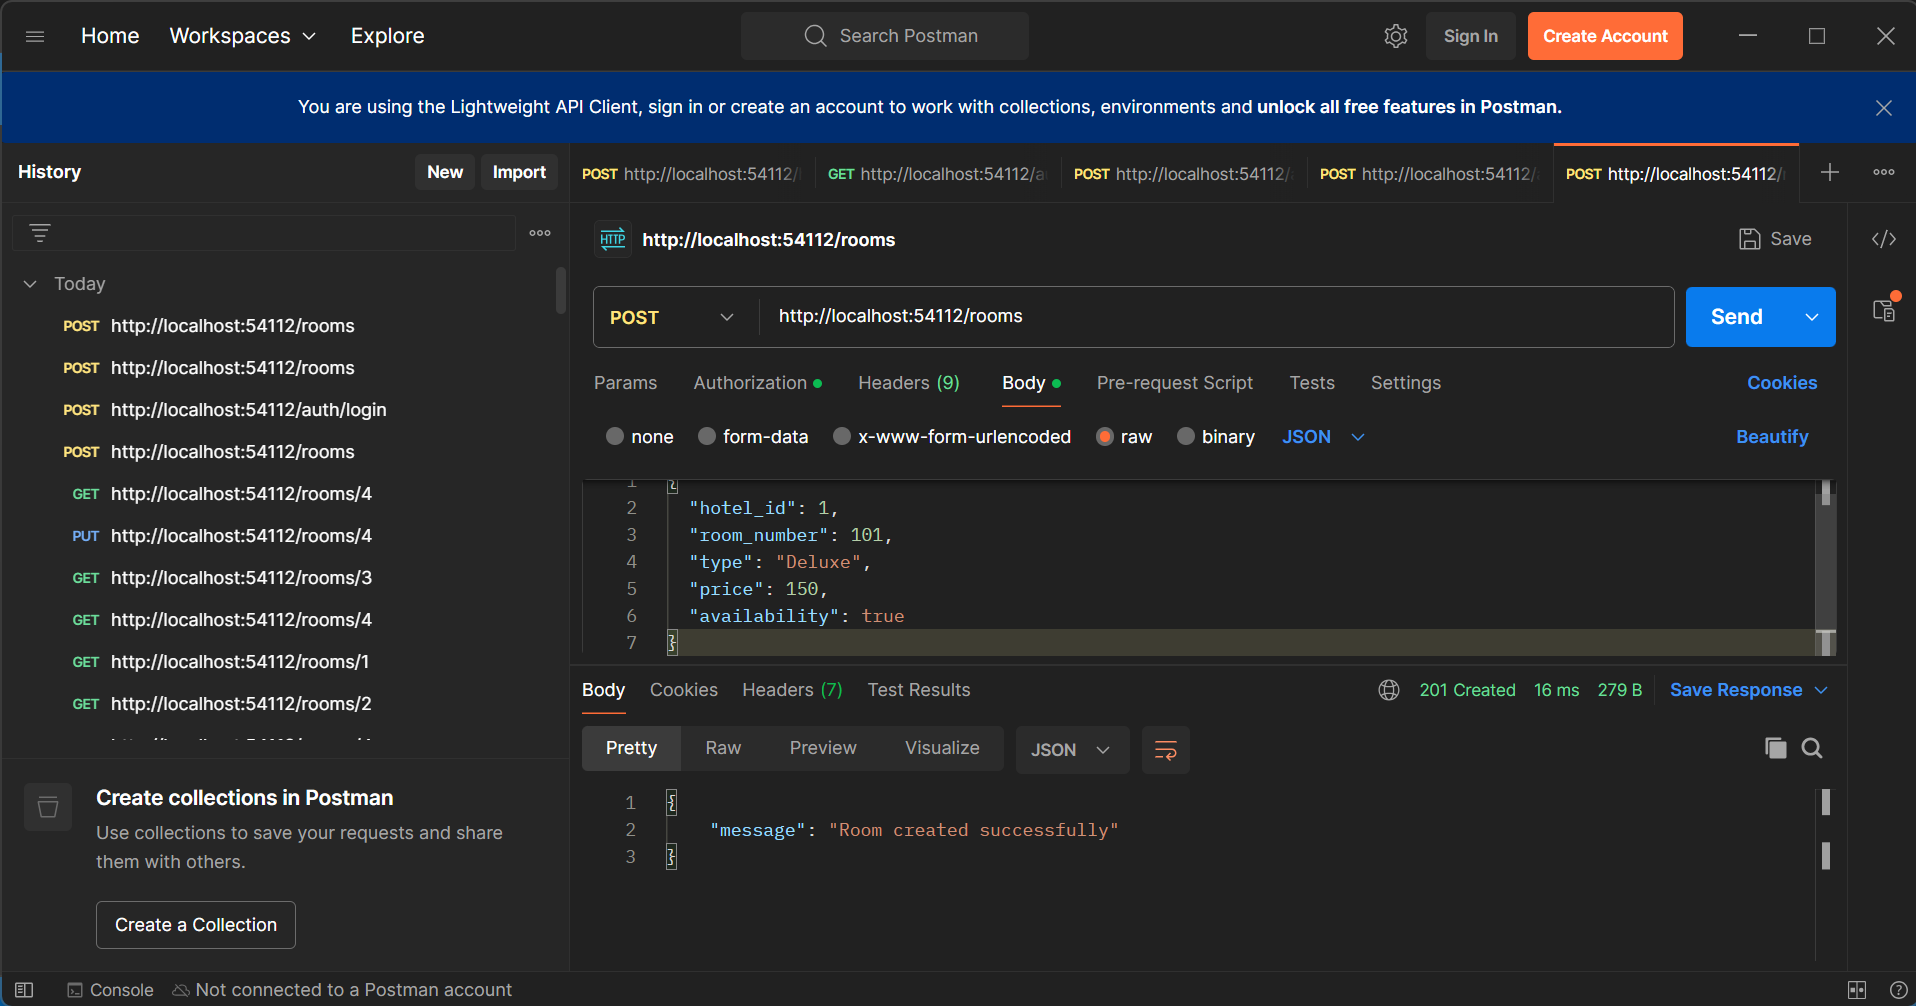 Home Workspaces Explore Search Postman Sign In Create Account
You are using the Lightweight API Client, sign in or create an account to work with collections, environments and unlock all free features in Postman.
History New Import
POST http://localhost:54112/ GET http://localhost:54112/a POST http://localhost:54112/ POST http://localhost:54112/ POST http://localhost:54112/
HTTP http://localhost:54112/rooms Save </>
Today
POST http://localhost:54112/rooms
POST http://localhost:54112/rooms
POST http://localhost:54112/auth/login
POST http://localhost:54112/rooms
GET http://localhost:54112/rooms/4
PUT http://localhost:54112/rooms/4
GET http://localhost:54112/rooms/3
GET http://localhost:54112/rooms/4
GET http://localhost:54112/rooms/1
GET http://localhost:54112/rooms/2
Create collections in Postman
Use collections to save your requests and share
them with others.
Create a Collection
POST http://localhost:54112/rooms Send
Params Authorization Headers (9) Body Pre-request Script Tests Settings Cookies
none form-data x-www-form-urlencoded raw binary JSON Beautify
1 {
2 "hotel_id": 1,
3 "room_number": 101,
4 "type": "Deluxe",
5 "price": 150,
6 "availability": true
7 }
Body Cookies Headers (7) Test Results 201 Created 16 ms 279 B Save Response
Pretty Raw Preview Visualize JSON
1 {
2 "message": "Room created successfully"
3 }
Console Not connected to a Postman account